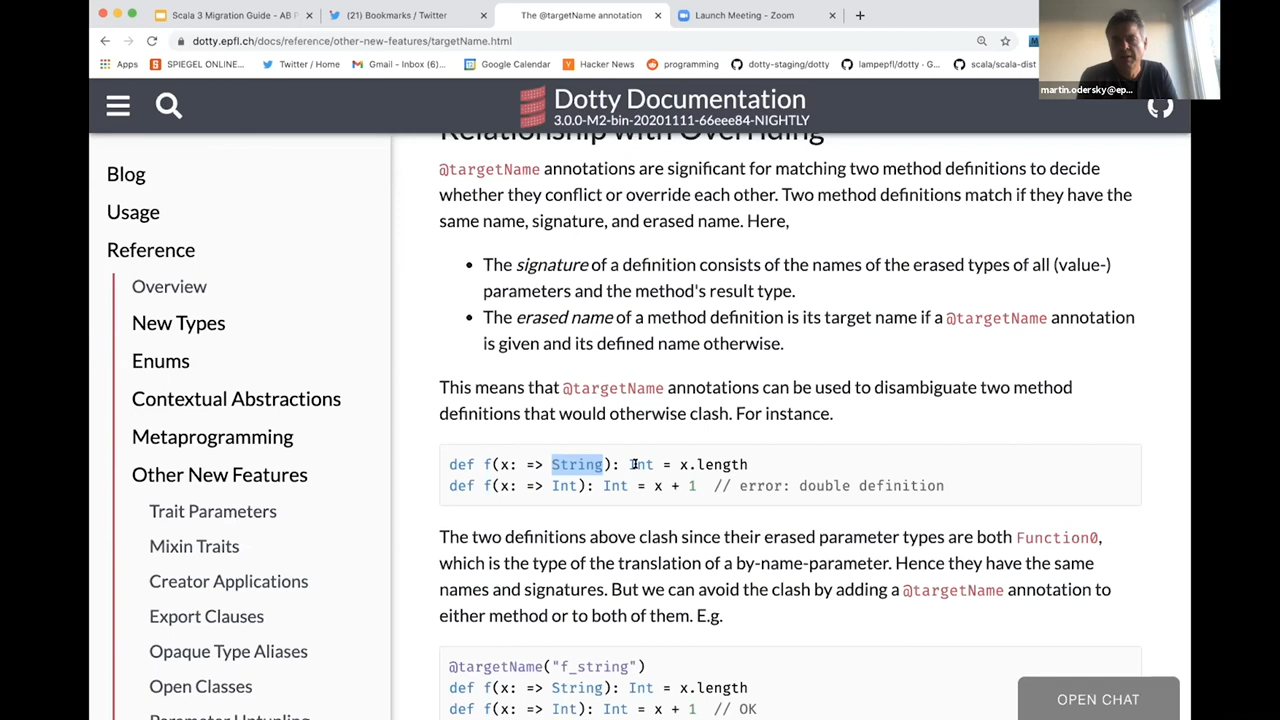 Scala 3 Migration Guide - AB F
(21) Bookmarks / Twitter
The @targetName annotation
Launch Meeting - Zoom
dotty.epfl.ch/docs/reference/other-new-features/targetName.html
Apps
SPIEGEL ONLINE...
Twitter / Home
Gmail - Inbox (6)...
Google Calendar
Hacker News
programming
dotty-staging/dotty
lampepfl/dotty · G...
scala/scala-dist
martin.odersky@ep...
Dotty Documentation
3.0.0-M2-bin-20201111-66eee84-NIGHTLY
Blog
Usage
Reference
Overview
New Types
Enums
Contextual Abstractions
Metaprogramming
Other New Features
Trait Parameters
Mixin Traits
Creator Applications
Export Clauses
Opaque Type Aliases
Open Classes
Parameter Untupling
Relationship with Overriding
@targetName annotations are significant for matching two method definitions to decide
whether they conflict or override each other. Two method definitions match if they have the
same name, signature, and erased name. Here,
• The signature of a definition consists of the names of the erased types of all (value-)
parameters and the method's result type.
• The erased name of a method definition is its target name if a @targetName annotation
is given and its defined name otherwise.
This means that @targetName annotations can be used to disambiguate two method
definitions that would otherwise clash. For instance.
def f(x: => String): Int = x.length
def f(x: => Int): Int = x + 1 // error: double definition
The two definitions above clash since their erased parameter types are both Function0,
which is the type of the translation of a by-name-parameter. Hence they have the same
names and signatures. But we can avoid the clash by adding a @targetName annotation to
either method or to both of them. E.g.
@targetName("f_string")
def f(x: => String): Int = x.length
def f(x: => Int): Int = x + 1 // OK
OPEN CHAT